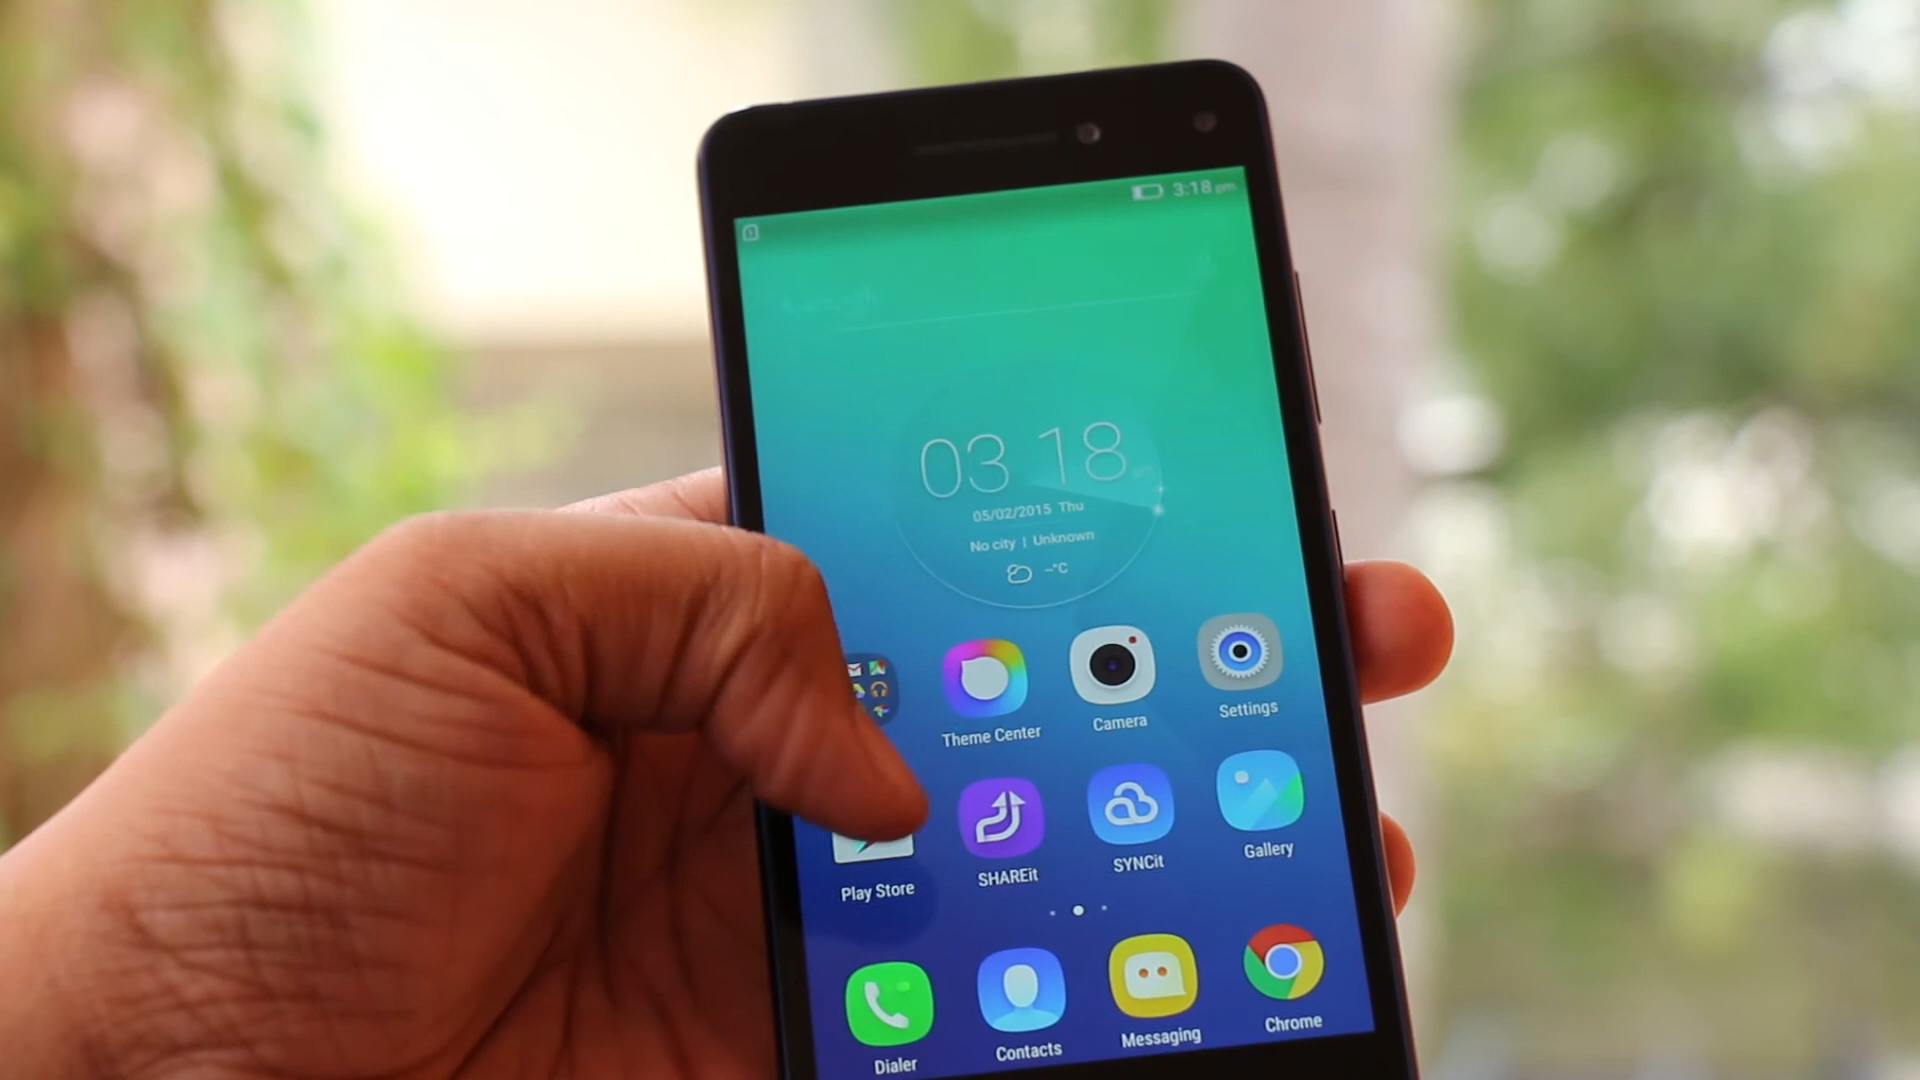 3:18 pm
03 18
05/02/2015 Thu
No city | Unknown
--°C
Theme Center
Camera
Settings
Play Store
SHAREit
SYNCit
Gallery
Dialer
Contacts
Messaging
Chrome